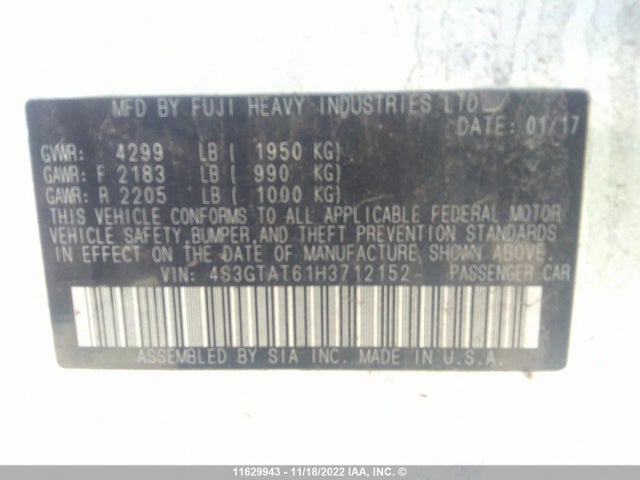 MFD BY FUJI HEAVY INDUSTRIES LTD
DATE: 01/17
GVWR: 4299 LB ( 1950 KG)
GAWR: F 2183 LB ( 990 KG)
GAWR: R 2205 LB ( 1000 KG)
THIS VEHICLE CONFORMS TO ALL APPLICABLE FEDERAL MOTOR
VEHICLE SAFETY, BUMPER, AND THEFT PREVENTION STANDARDS
IN EFFECT ON THE DATE OF MANUFACTURE SHOWN ABOVE.
VIN: 4S3GTAT61H3712152 PASSENGER CAR
ASSEMBLED BY SIA INC. MADE IN U.S.A.
11629943 - 11/18/2022 IAA, INC. ©